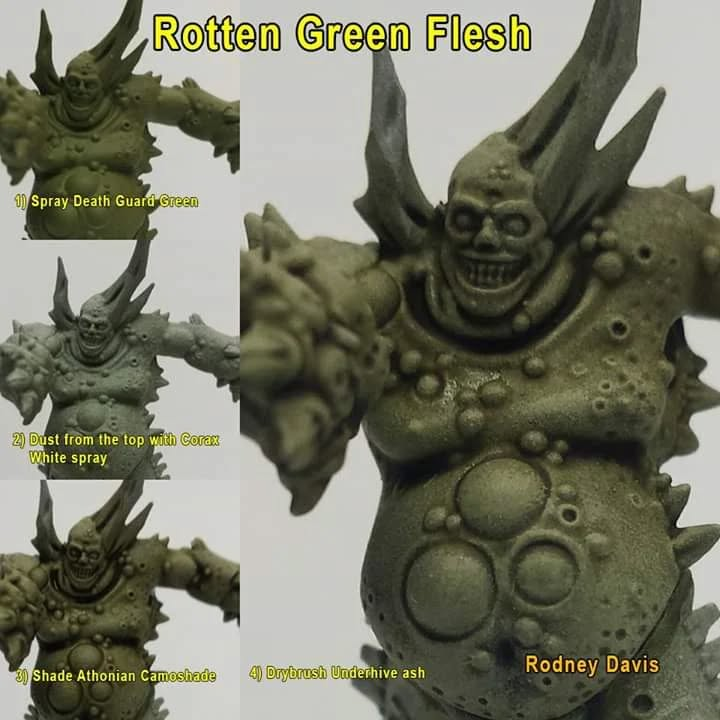 Rotten Green Flesh
1) Spray Death Guard Green
2) Dust from the top with Corax
White spray
3) Shade Athonian Camoshade
4) Drybrush Underhive ash
Rodney Davis